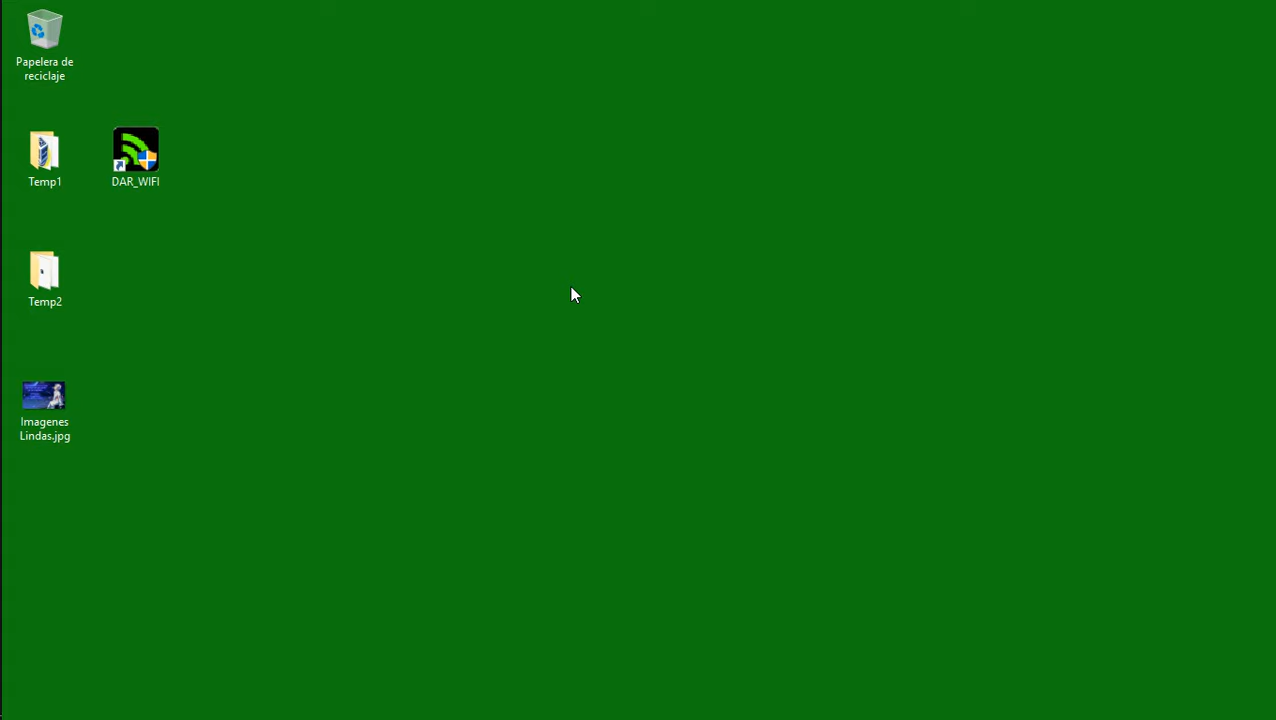 Papelera de
reciclaje
Temp1
DAR_WIFI
Temp2
Imagenes
Lindas.jpg